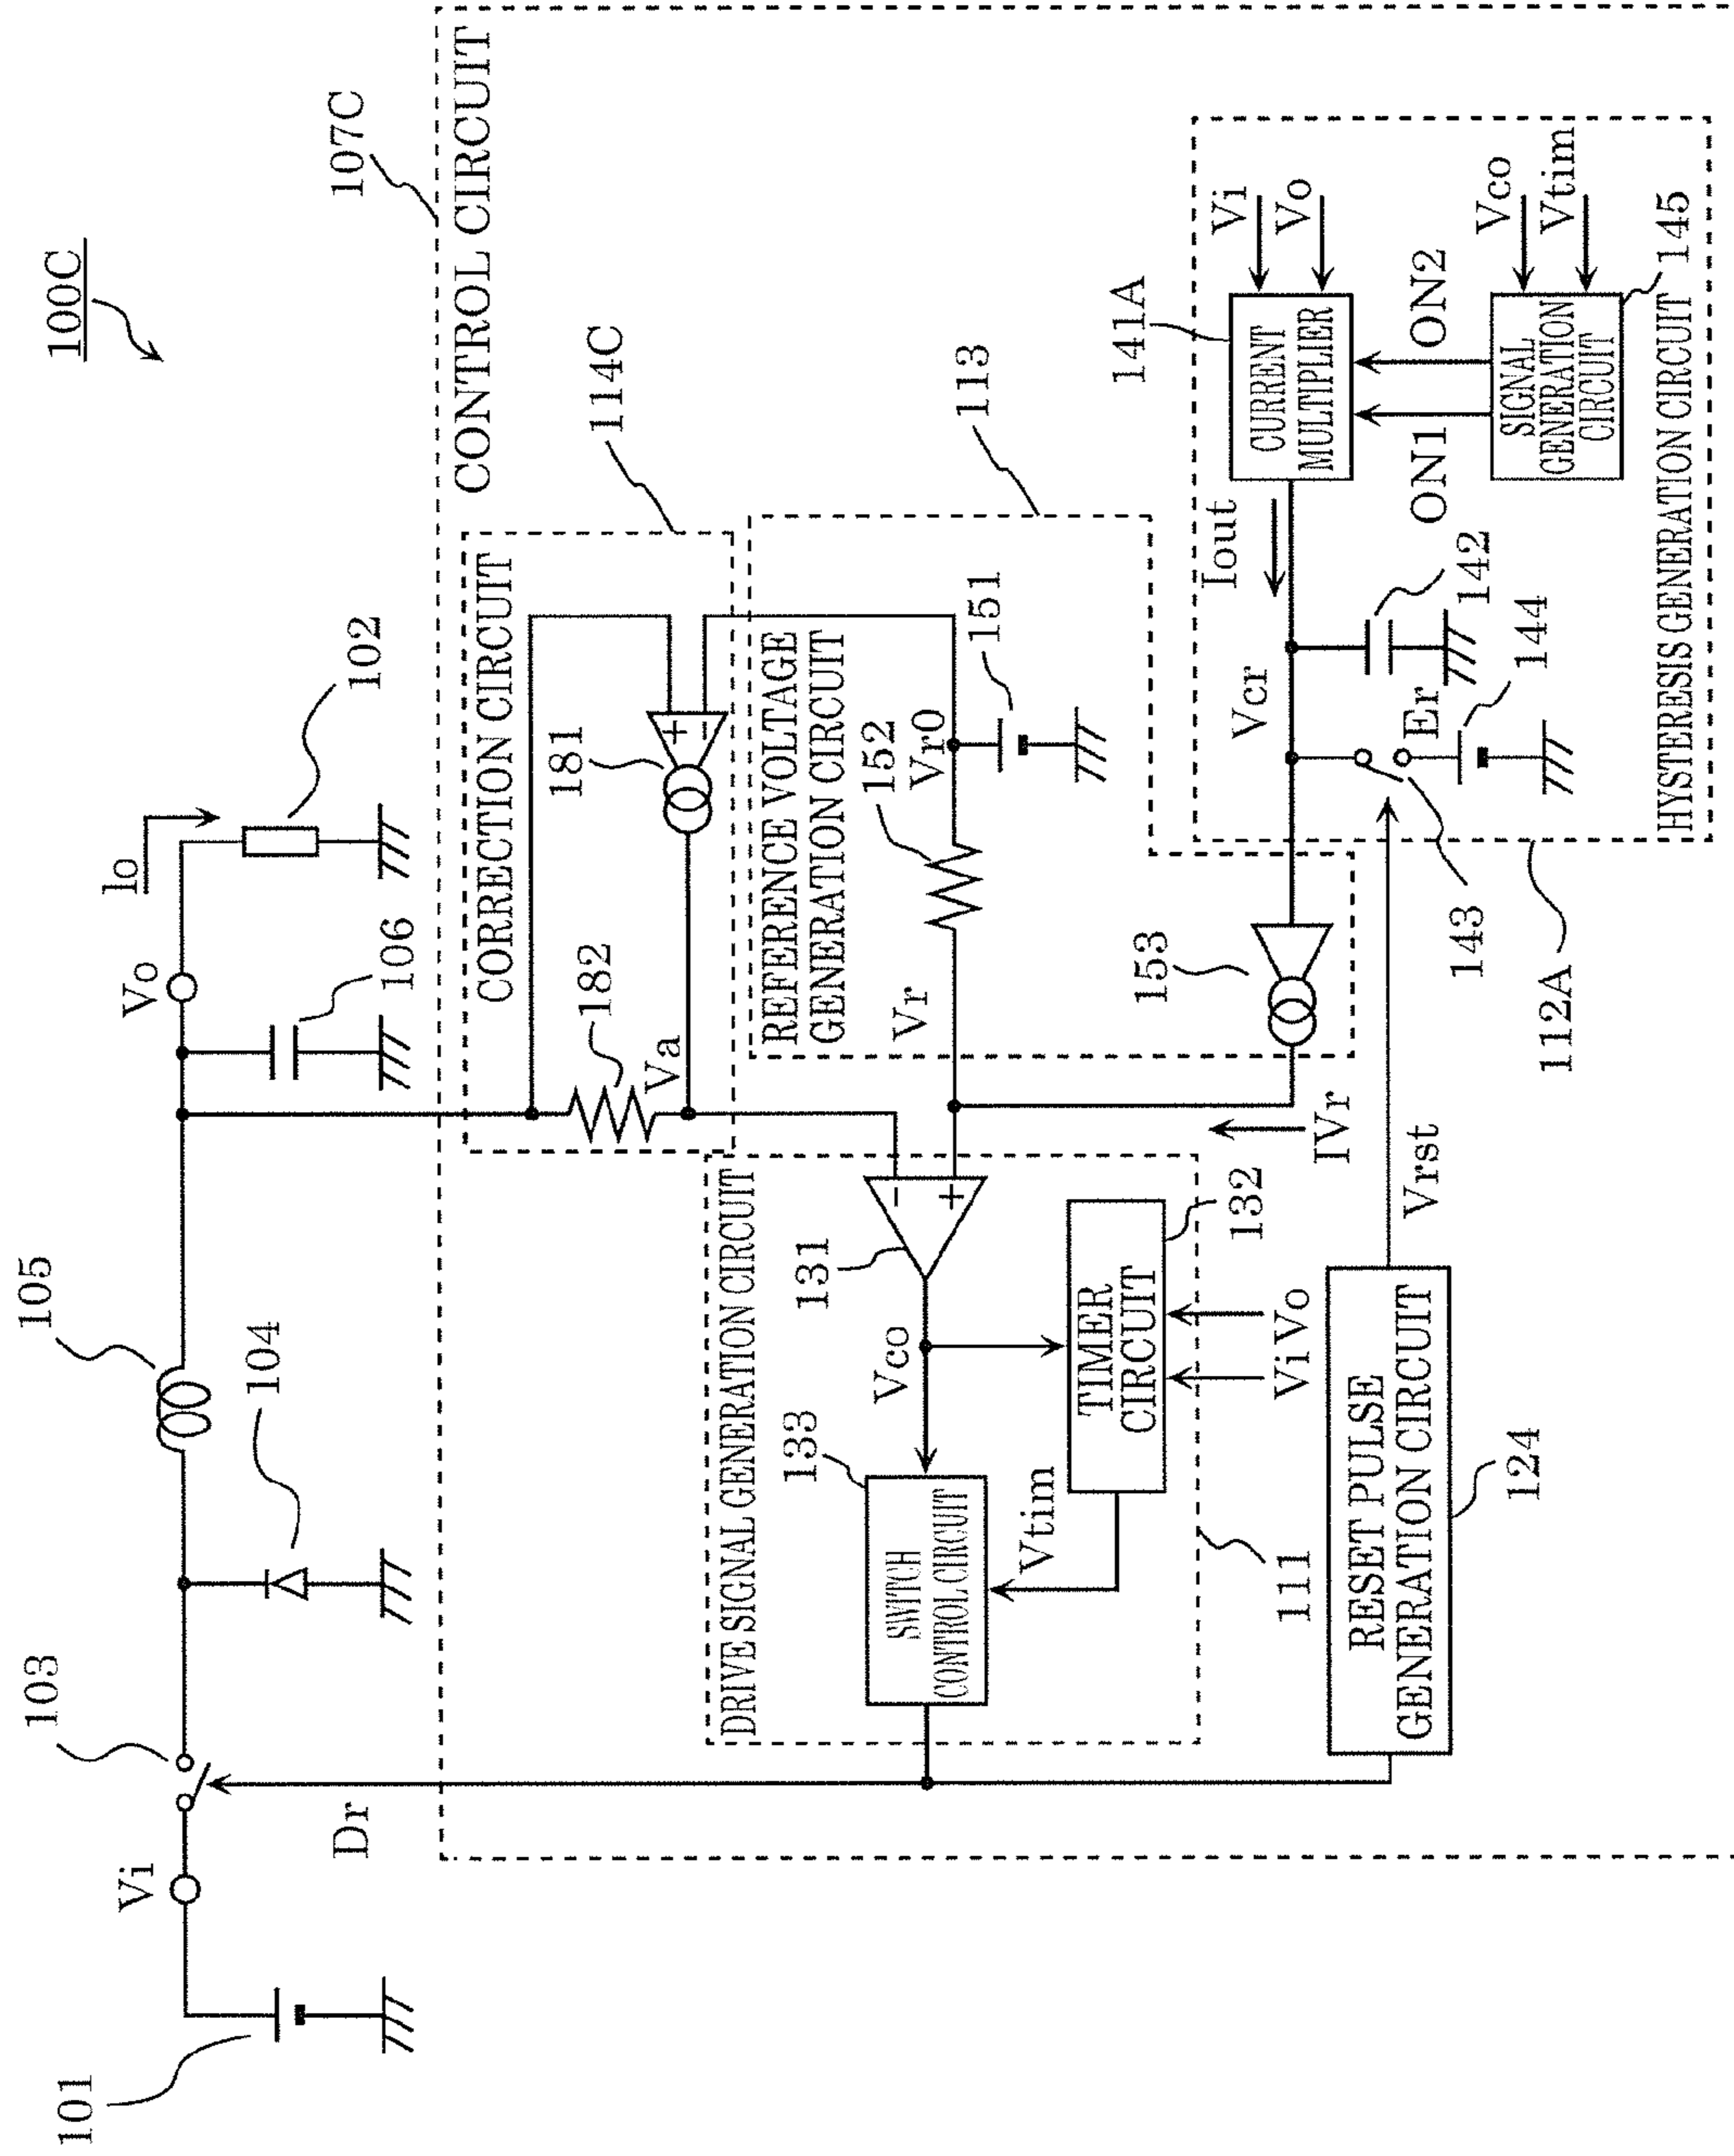 100C
101
Vi
103
Dr
104
105
Vo
106
Io
102
107C
CONTROL CIRCUIT
CORRECTION CIRCUIT
114C
181
182
Va
REFERENCE VOLTAGE
GENERATION CIRCUIT
113
Vr
152
Vr0
151
153
IVr
DRIVE SIGNAL GENERATION CIRCUIT
131
Vco
133
SWITCH
CONTROL CIRCUIT
Vtim
TIMER
CIRCUIT
132
Vi Vo
111
RESET PULSE
GENERATION CIRCUIT
124
Vrst
112A
143
Vcr
Er
144
142
Iout
141A
CURRENT
MULTIPLIER
Vi
Vo
ON1
ON2
SIGNAL
GENERATION
CIRCUIT
Vco
Vtim
145
HYSTERESIS GENERATION CIRCUIT
+
−
−
+